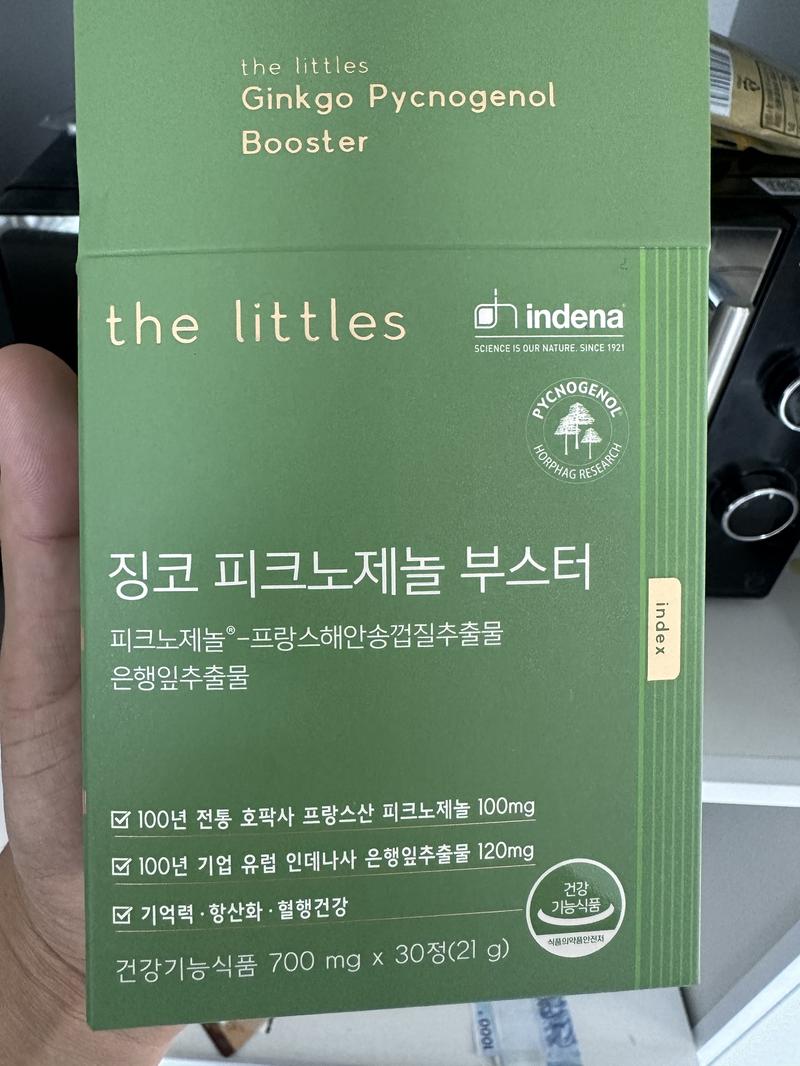 the littles
Ginkgo Pycnogenol
Booster
the littles
indena
SCIENCE IS OUR NATURE. SINCE 1921
PYCNOGENOL®
HORPHAG RESEARCH
징코 피크노제놀 부스터
피크노제놀®-프랑스해안송껍질추출물
은행잎추출물
index
100년 전통 호팍사 프랑스산 피크노제놀 100mg
100년 기업 유럽 인데나사 은행잎추출물 120mg
기억력·항산화·혈행건강
건강
기능식품
식품의약품안전처
건강기능식품 700 mg x 30정(21 g)
1000